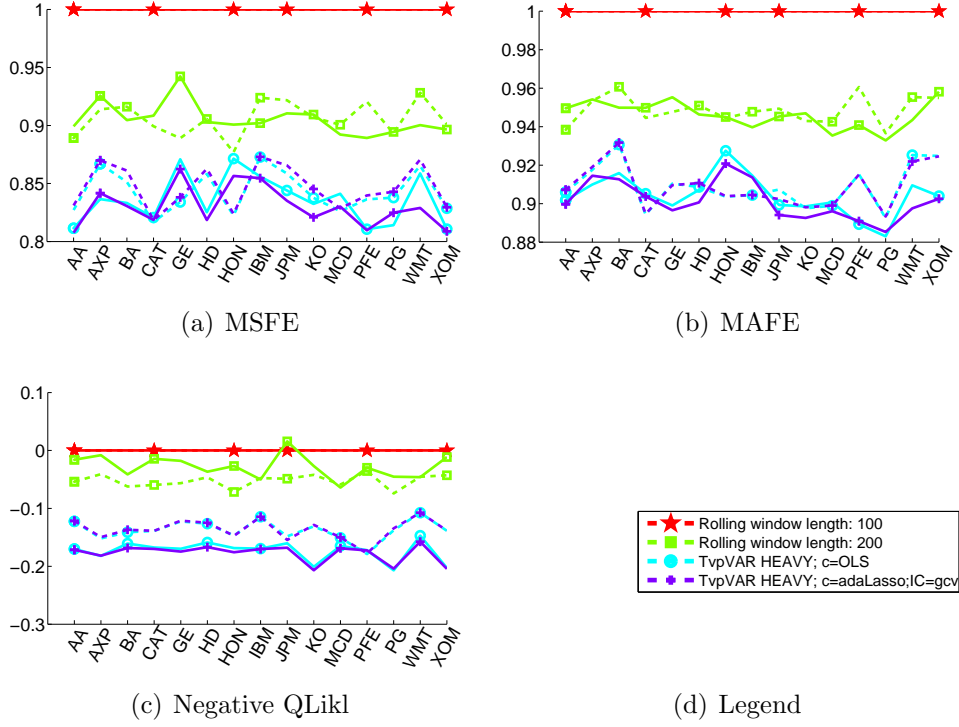 1
0.95
0.9
0.85
0.8
AA AXP BA CAT GE HD HON IBM JPM KO MCD PFE PG WMT XOM
(a) MSFE
1
0.98
0.96
0.94
0.92
0.9
0.88
AA AXP BA CAT GE HD HON IBM JPM KO MCD PFE PG WMT XOM
(b) MAFE
0.1
0
−0.1
−0.2
−0.3
AA AXP BA CAT GE HD HON IBM JPM KO MCD PFE PG WMT XOM
(c) Negative QLikl
Rolling window length: 100
Rolling window length: 200
TvpVAR HEAVY; c=OLS
TvpVAR HEAVY; c=adaLasso;IC=gcv
(d) Legend